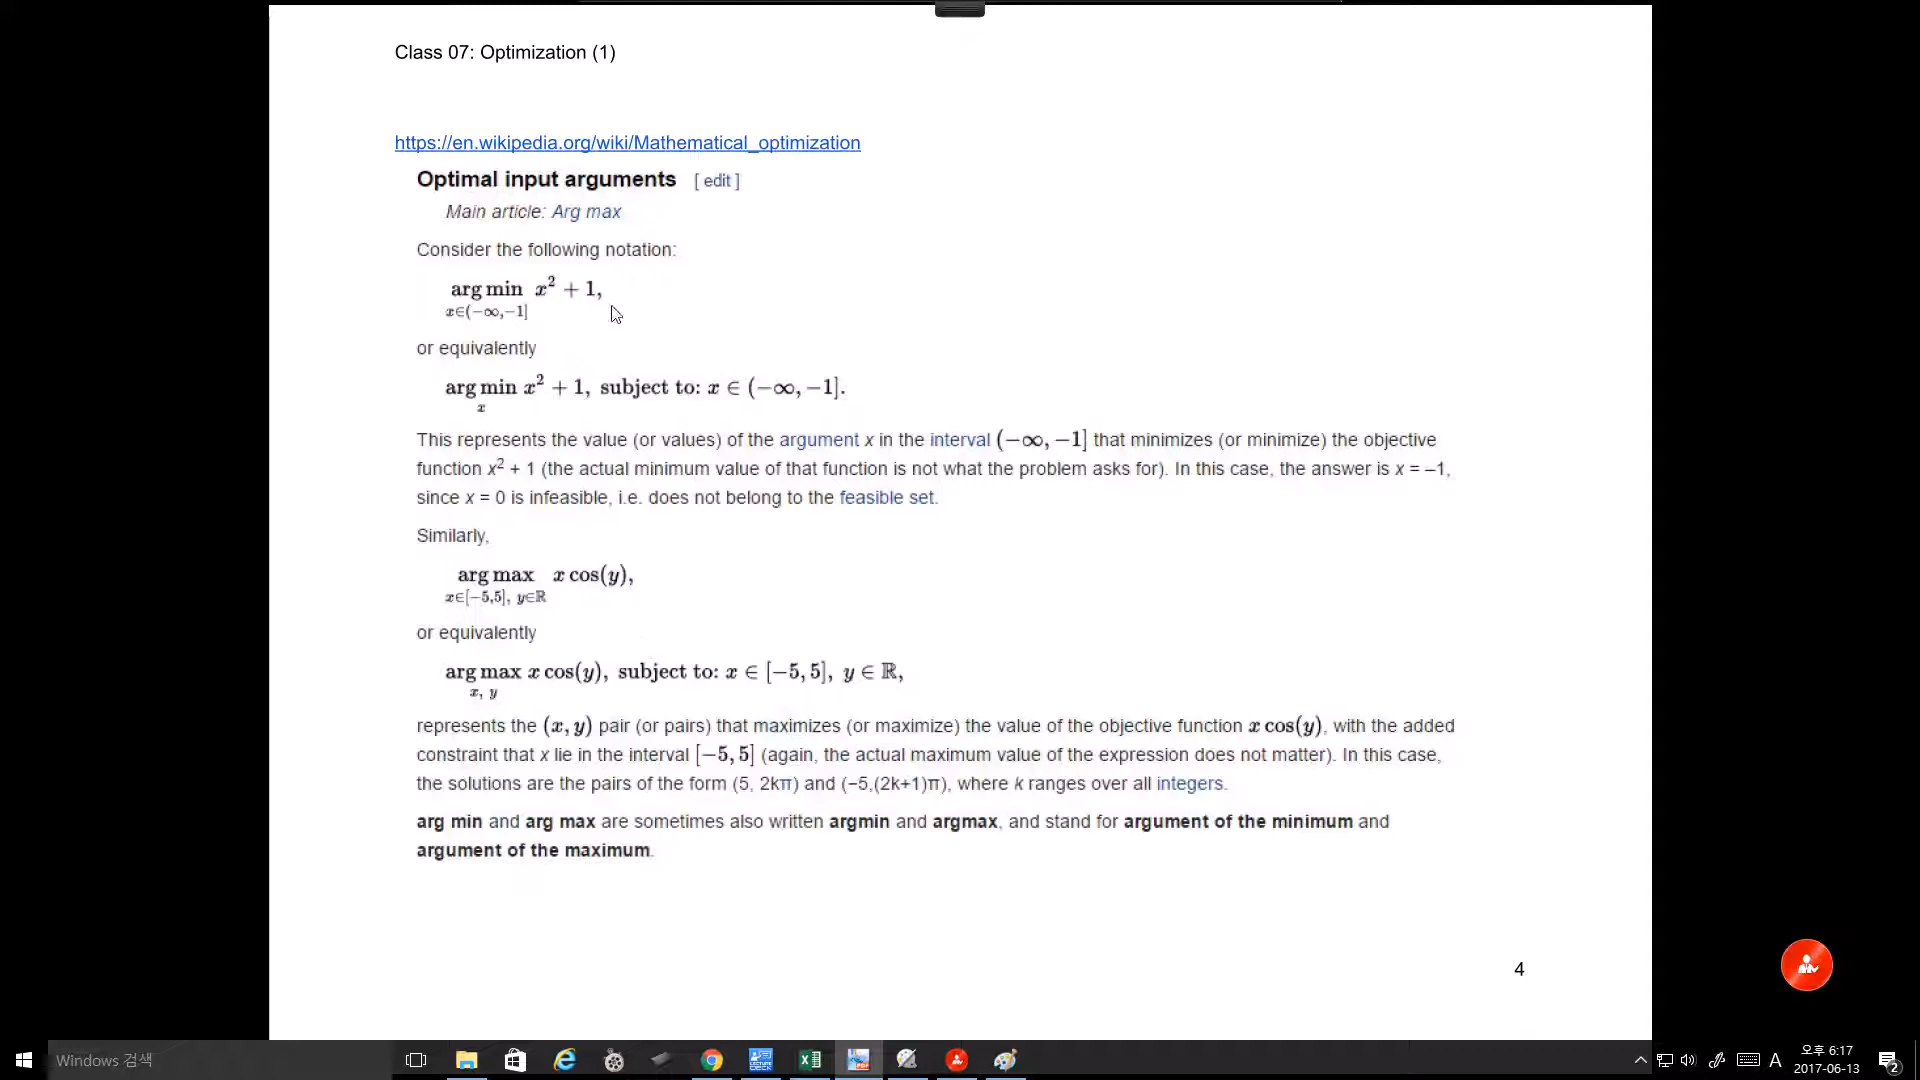 Class 07: Optimization (1)
https://en.wikipedia.org/wiki/Mathematical_optimization
Optimal input arguments [ edit ]
Main article: Arg max
Consider the following notation:
arg min x² + 1,
x∈(−∞,−1]
or equivalently
arg min x² + 1, subject to: x ∈ (−∞, −1].
x
This represents the value (or values) of the argument x in the interval (−∞, −1] that minimizes (or minimize) the objective
function x² + 1 (the actual minimum value of that function is not what the problem asks for). In this case, the answer is x = –1,
since x = 0 is infeasible, i.e. does not belong to the feasible set.
Similarly,
arg max x cos(y),
x∈[−5,5], y∈ℝ
or equivalently
arg max x cos(y), subject to: x ∈ [−5, 5], y ∈ ℝ,
x, y
represents the (x, y) pair (or pairs) that maximizes (or maximize) the value of the objective function x cos(y), with the added
constraint that x lie in the interval [−5, 5] (again, the actual maximum value of the expression does not matter). In this case,
the solutions are the pairs of the form (5, 2kπ) and (−5,(2k+1)π), where k ranges over all integers.
arg min and arg max are sometimes also written argmin and argmax, and stand for argument of the minimum and
argument of the maximum.
4
Windows 검색
A
오후 6:17
2017-06-13
2